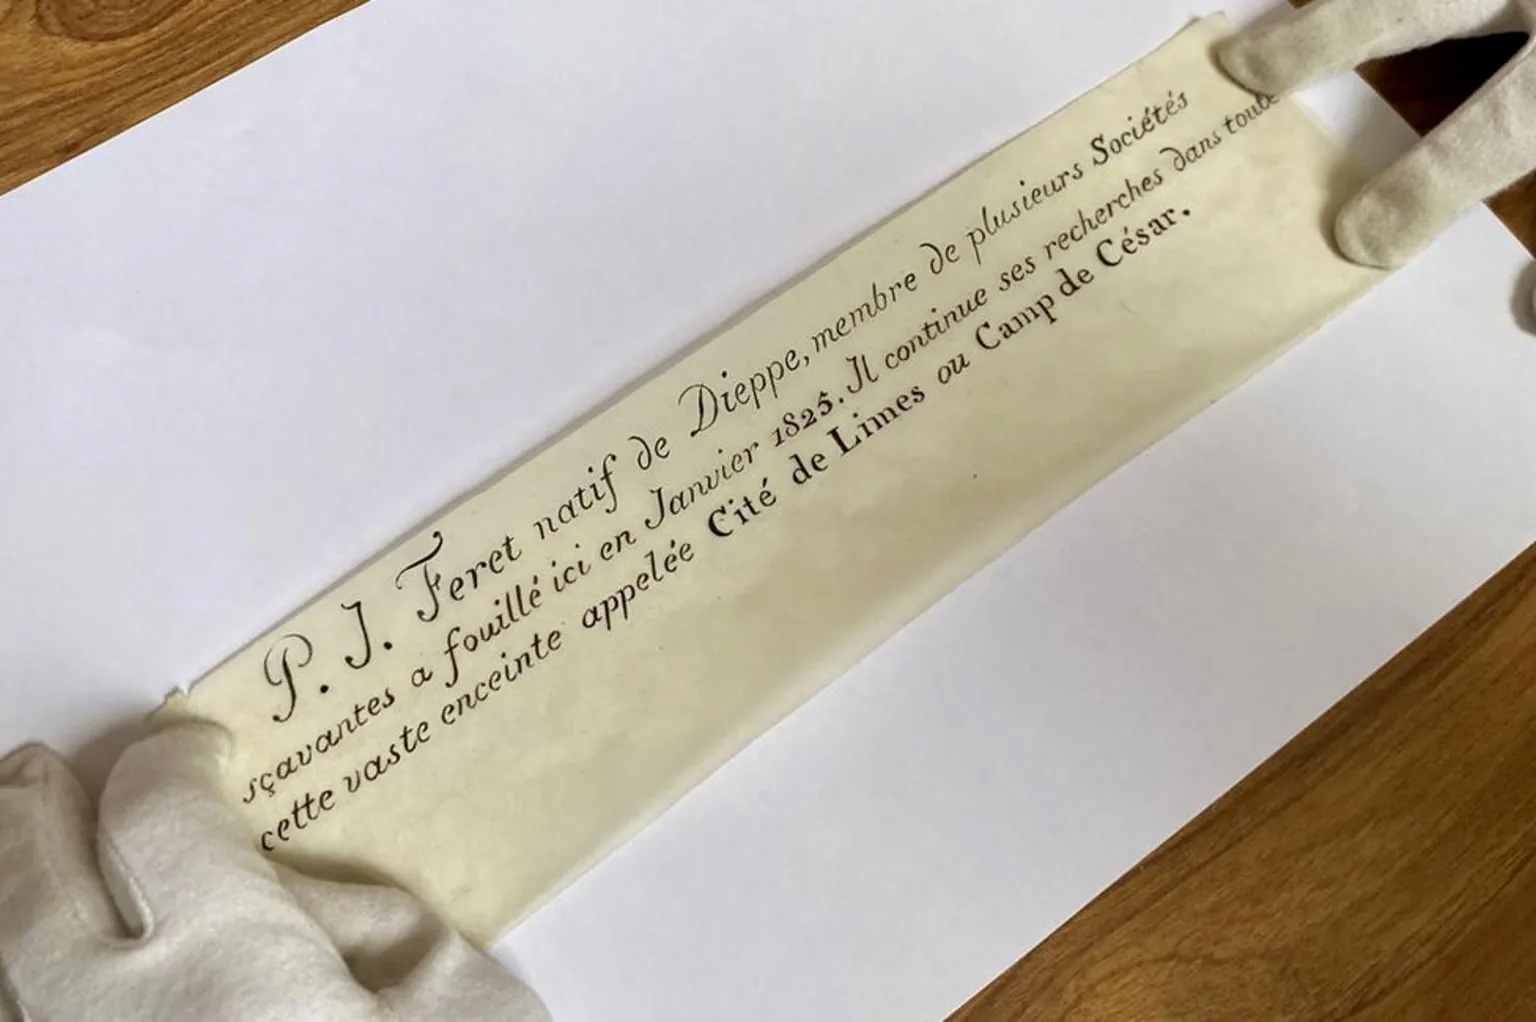 P. J. Feret natif de Dieppe, membre de plusieurs Sociétés
sçavantes a fouillé ici en Janvier 1825. Il continue ses recherches dans toute
cette vaste enceinte appelée Cité de Limes ou Camp de César.